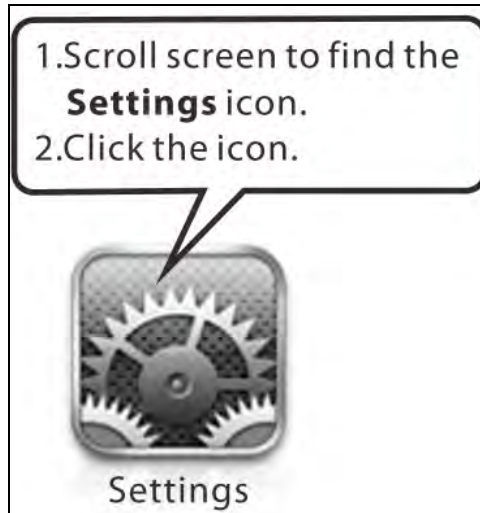 1.Scroll screen to find the
Settings icon.
2.Click the icon.
Settings